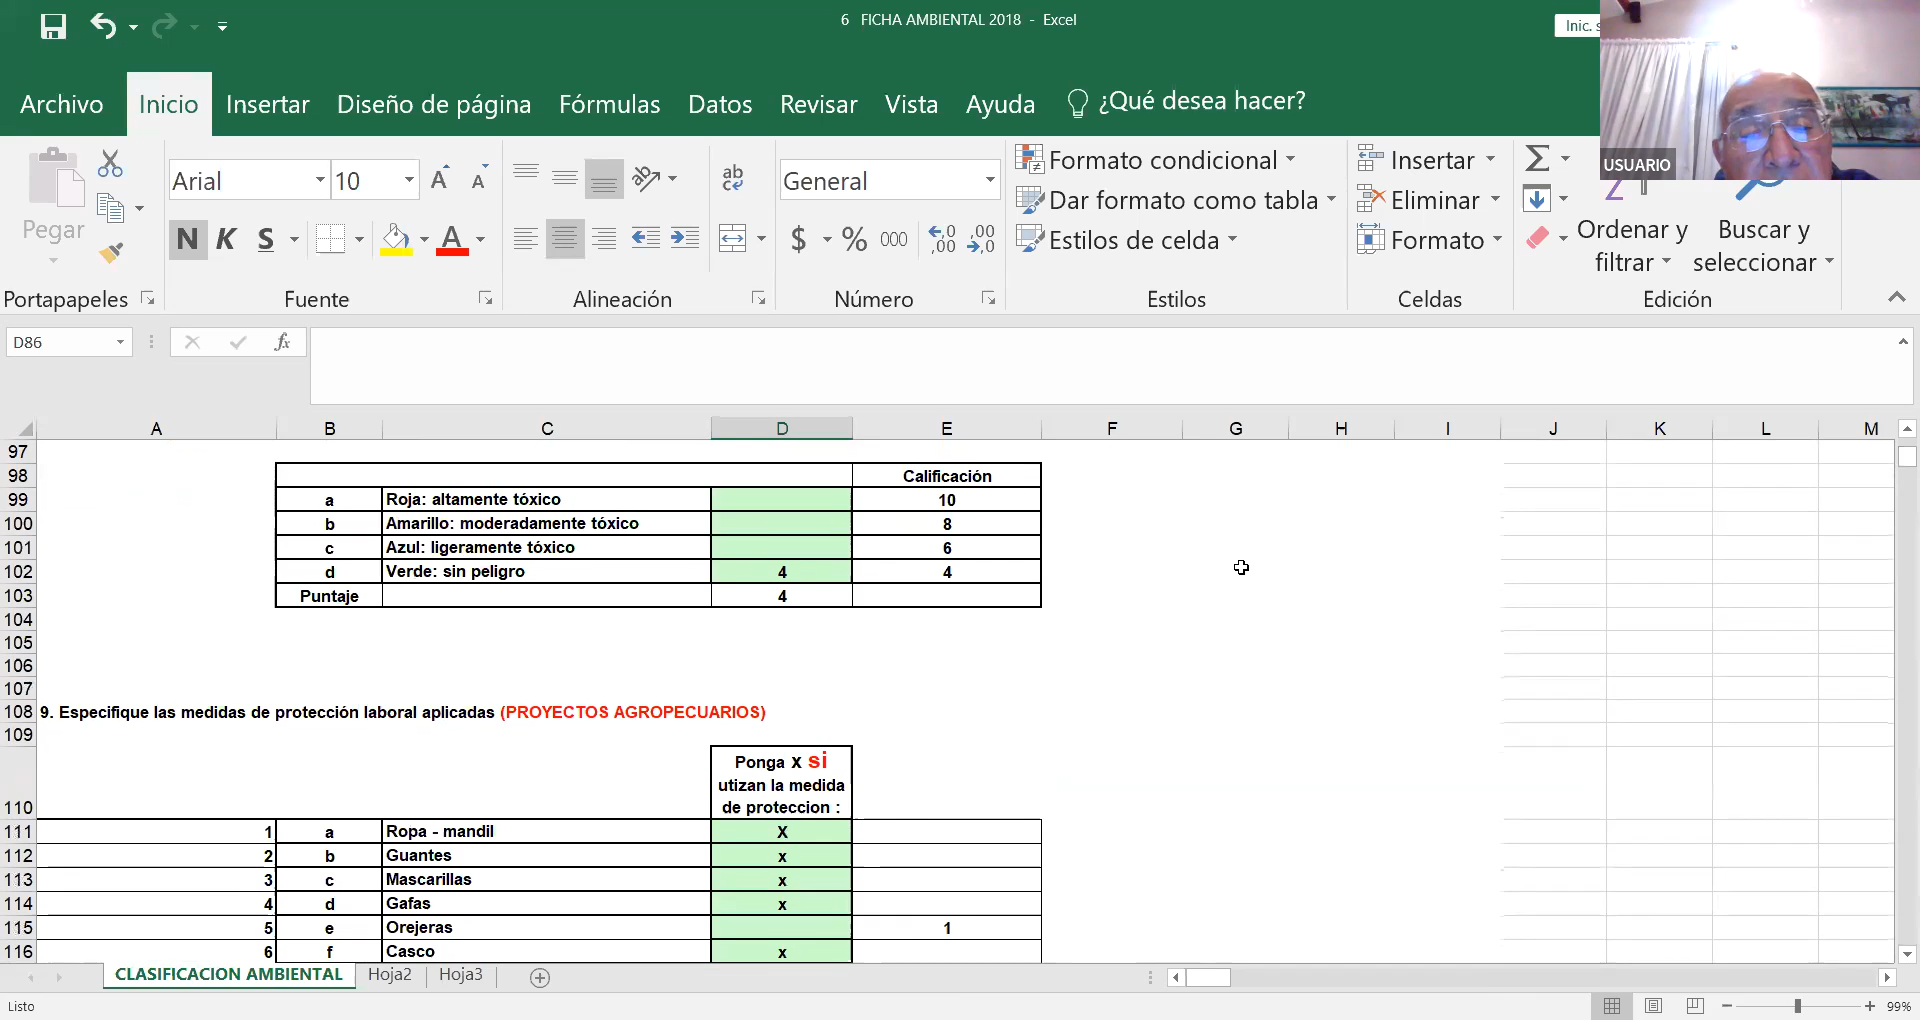 6 FICHA AMBIENTAL 2018 - Excel
Inic. s
Archivo Inicio Insertar Diseño de página Fórmulas Datos Revisar Vista Ayuda ¿Qué desea hacer?
USUARIO
Pegar
Portapapeles
Arial 10
N K S
Fuente
Alineación
General
$ % 000
Número
Formato condicional
Dar formato como tabla
Estilos de celda
Estilos
Insertar
Eliminar
Formato
Celdas
Ordenar y filtrar
Buscar y seleccionar
Edición
D86
A B C D E F G H I J K L M
97
98 Calificación
99 a Roja: altamente tóxico 10
100 b Amarillo: moderadamente tóxico 8
101 c Azul: ligeramente tóxico 6
102 d Verde: sin peligro 4 4
103 Puntaje 4
104
105
106
107
108 9. Especifique las medidas de protección laboral aplicadas (PROYECTOS AGROPECUARIOS)
109
Ponga x si
utizan la medida
110 de proteccion :
111 1 a Ropa - mandil X
112 2 b Guantes x
113 3 c Mascarillas x
114 4 d Gafas x
115 5 e Orejeras 1
116 6 f Casco x
CLASIFICACION AMBIENTAL Hoja2 Hoja3
Listo 99%